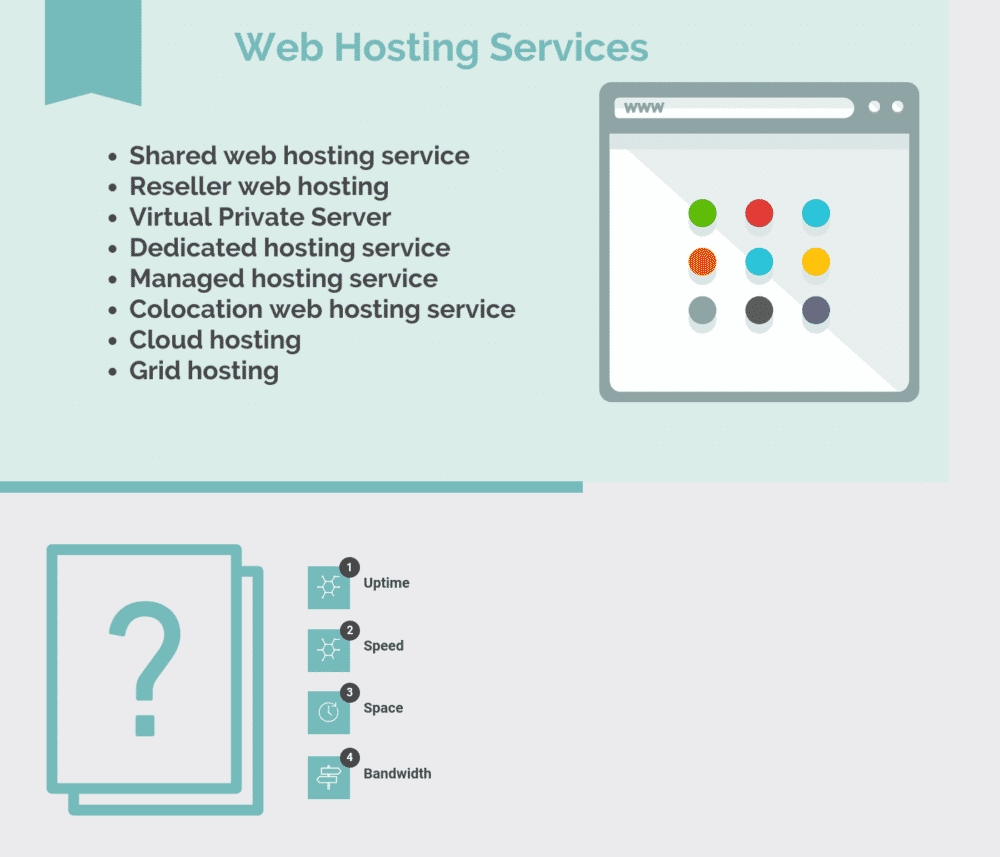 Web Hosting Services
www
• Shared web hosting service
• Reseller web hosting
• Virtual Private Server
• Dedicated hosting service
• Managed hosting service
• Colocation web hosting service
• Cloud hosting
• Grid hosting
?
1
Uptime
2
Speed
3
Space
4
Bandwidth